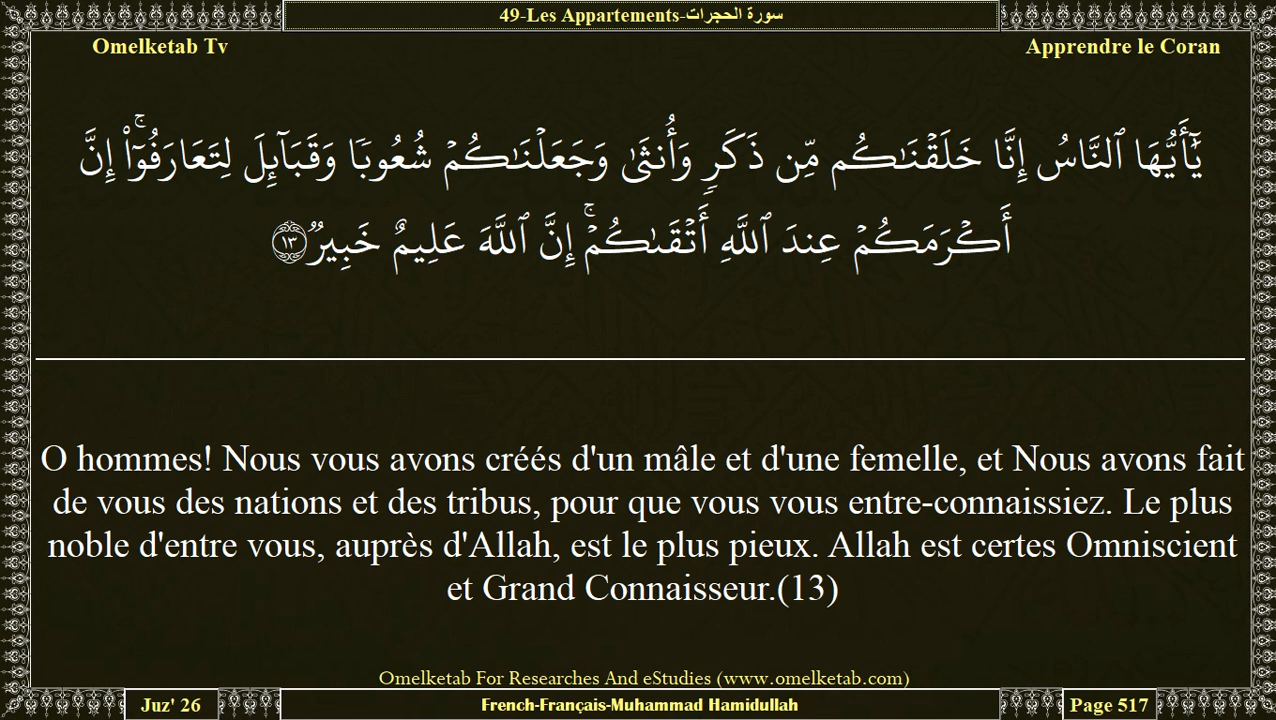 49-Les Appartements-سورة الحجرات
Omelketab Tv
Apprendre le Coran
يَٰٓأَيُّهَا ٱلنَّاسُ إِنَّا خَلَقْنَٰكُم مِّن ذَكَرٍ وَأُنثَىٰ وَجَعَلْنَٰكُمْ شُعُوبًا وَقَبَآئِلَ لِتَعَارَفُوٓا۟ ۚ إِنَّ
أَكْرَمَكُمْ عِندَ ٱللَّهِ أَتْقَىٰكُمْ ۚ إِنَّ ٱللَّهَ عَلِيمٌ خَبِيرٌ ١٣
O hommes! Nous vous avons créés d'un mâle et d'une femelle, et Nous avons fait
de vous des nations et des tribus, pour que vous vous entre-connaissiez. Le plus
noble d'entre vous, auprès d'Allah, est le plus pieux. Allah est certes Omniscient
et Grand Connaisseur.(13)
Omelketab For Researches And eStudies (www.omelketab.com)
Juz' 26
French-Français-Muhammad Hamidullah
Page 517